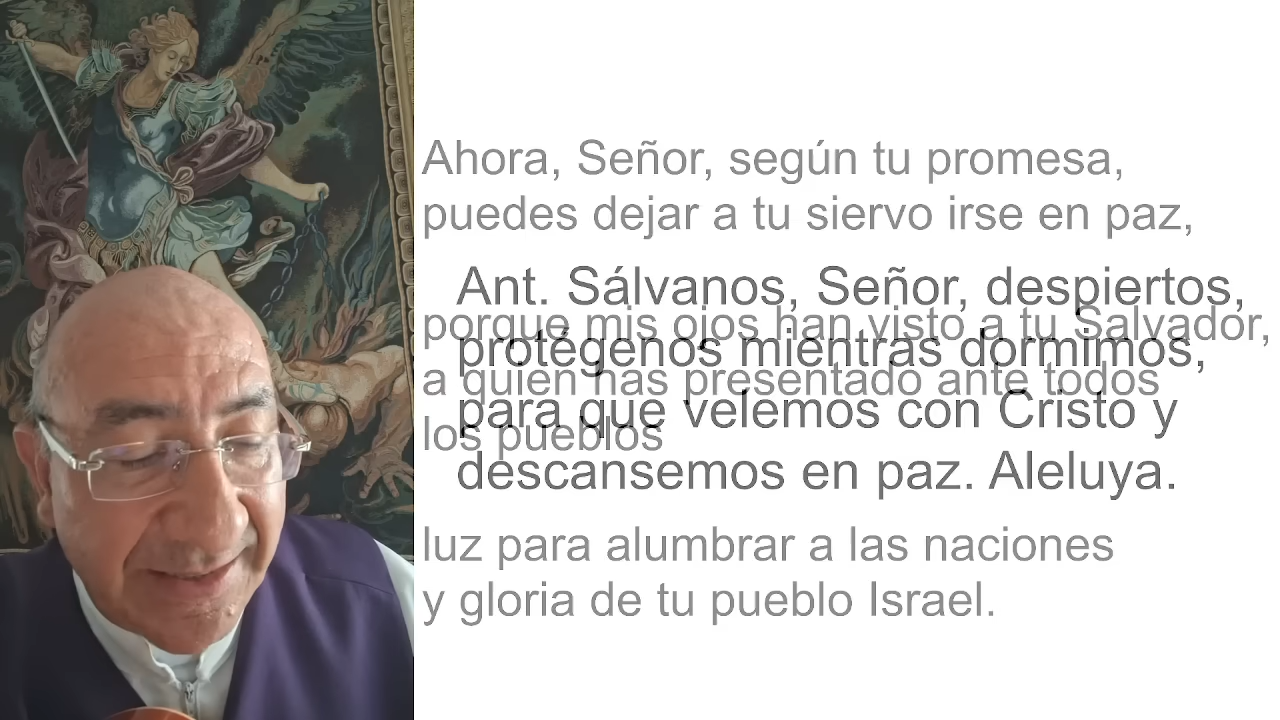 Ahora, Señor, según tu promesa,
puedes dejar a tu siervo irse en paz,
Ant. Sálvanos, Señor, despiertos,
porque mis ojos han visto a tu Salvador,
protégenos mientras dormimos,
a quien has presentado ante todos
para que velemos con Cristo y
los pueblos
descansemos en paz. Aleluya.
luz para alumbrar a las naciones
y gloria de tu pueblo Israel.